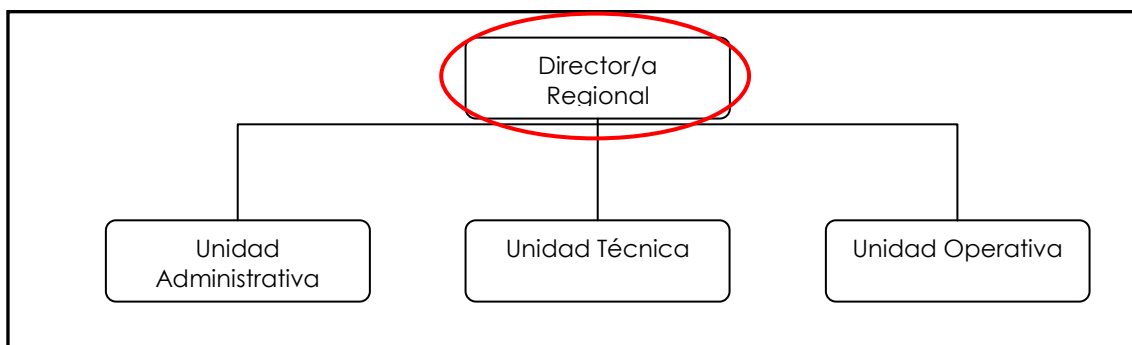 Director/a
Regional
Unidad
Administrativa
Unidad Técnica
Unidad Operativa